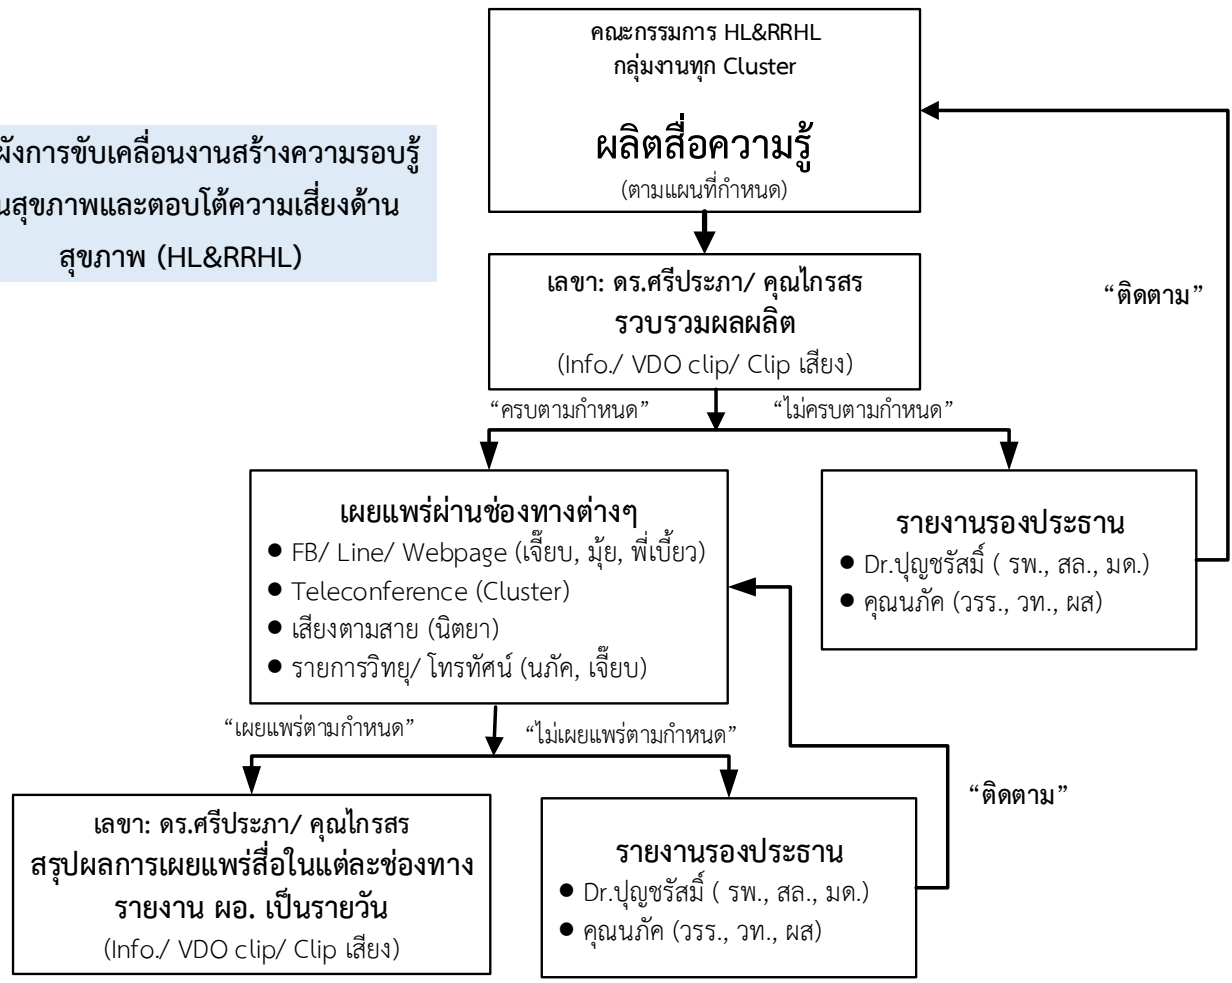 คณะกรรมการ HL&RRHL
กลุ่มงานทุก Cluster
ผลิตสื่อความรู้
(ตามแผนที่กำหนด)
ผังการขับเคลื่อนงานสร้างความรอบรู้
นสุขภาพและตอบโต้ความเสี่ยงด้าน
สุขภาพ (HL&RRHL)
เลขา: ดร.ศรีประภา/ คุณไกรสร
รวบรวมผลผลิต
(Info./ VDO clip/ Clip เสียง)
“ติดตาม”
“ครบตามกำหนด”
“ไม่ครบตามกำหนด”
เผยแพร่ผ่านช่องทางต่างๆ
● FB/ Line/ Webpage (เจี๊ยบ, มุ้ย, พี่เบี้ยว)
● Teleconference (Cluster)
● เสียงตามสาย (นิตยา)
● รายการวิทยุ/ โทรทัศน์ (นภัค, เจี๊ยบ)
รายงานรองประธาน
● Dr.ปุญชรัสมิ์ ( รพ., สล., มด.)
● คุณนภัค (วรร., วท., ผส)
“เผยแพร่ตามกำหนด”
“ไม่เผยแพร่ตามกำหนด”
“ติดตาม”
เลขา: ดร.ศรีประภา/ คุณไกรสร
สรุปผลการเผยแพร่สื่อในแต่ละช่องทาง
รายงาน ผอ. เป็นรายวัน
(Info./ VDO clip/ Clip เสียง)
รายงานรองประธาน
● Dr.ปุญชรัสมิ์ ( รพ., สล., มด.)
● คุณนภัค (วรร., วท., ผส)